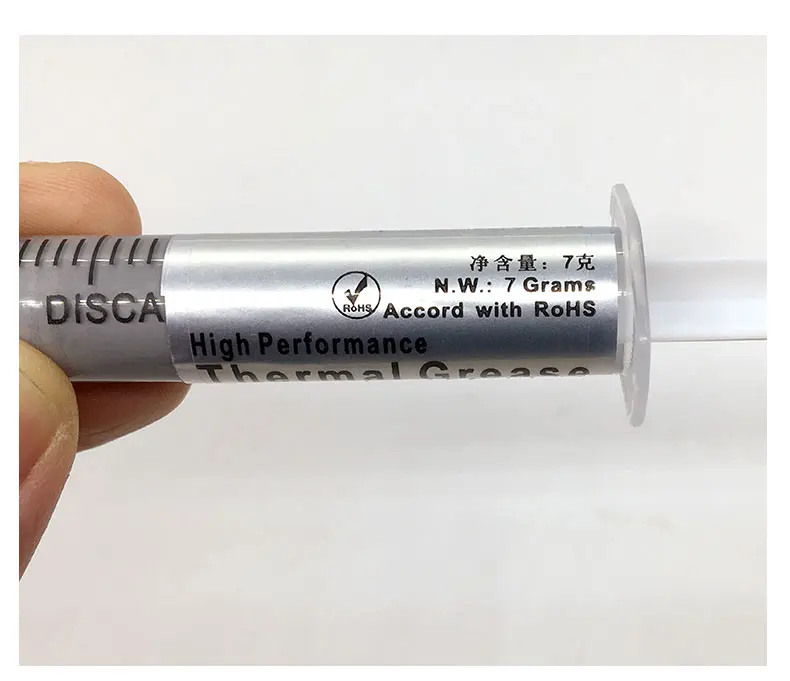 净含量：7克
N.W.: 7 Grams
RoHS
Accord with RoHS
DISCA
High Performance
Thermal Grease